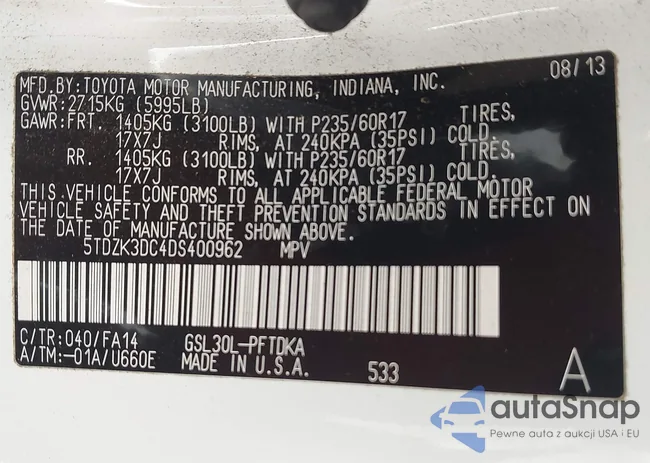 MFD.BY:TOYOTA MOTOR MANUFACTURING, INDIANA, INC. 08/13
GVWR:2715KG (5995LB)
GAWR:FRT. 1405KG (3100LB) WITH P235/60R17 TIRES,
17X7J RIMS, AT 240KPA (35PSI) COLD.
RR. 1405KG (3100LB) WITH P235/60R17 TIRES,
17X7J RIMS, AT 240KPA (35PSI) COLD.
THIS VEHICLE CONFORMS TO ALL APPLICABLE FEDERAL MOTOR
VEHICLE SAFETY AND THEFT PREVENTION STANDARDS IN EFFECT ON
THE DATE OF MANUFACTURE SHOWN ABOVE.
5TDZK3DC4DS400962 MPV
C/TR:040/FA14 GSL30L-PFTDKA
A/TM:-01A/U660E MADE IN U.S.A. 533 A
autaSnap
Pewne auta z aukcji USA i EU